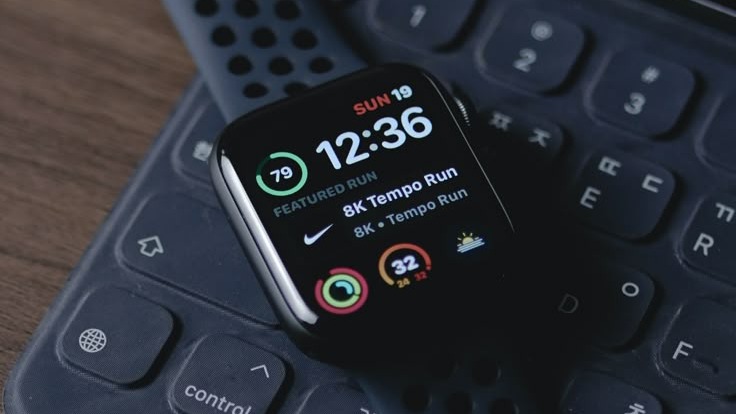 SUN 19
12:36
79
FEATURED RUN
8K Tempo Run
8K • Tempo Run
32
24 32
1
@
2
#
3
ㅈ
ㄸ ㄷ
E
R
ㅇ
D
F
control